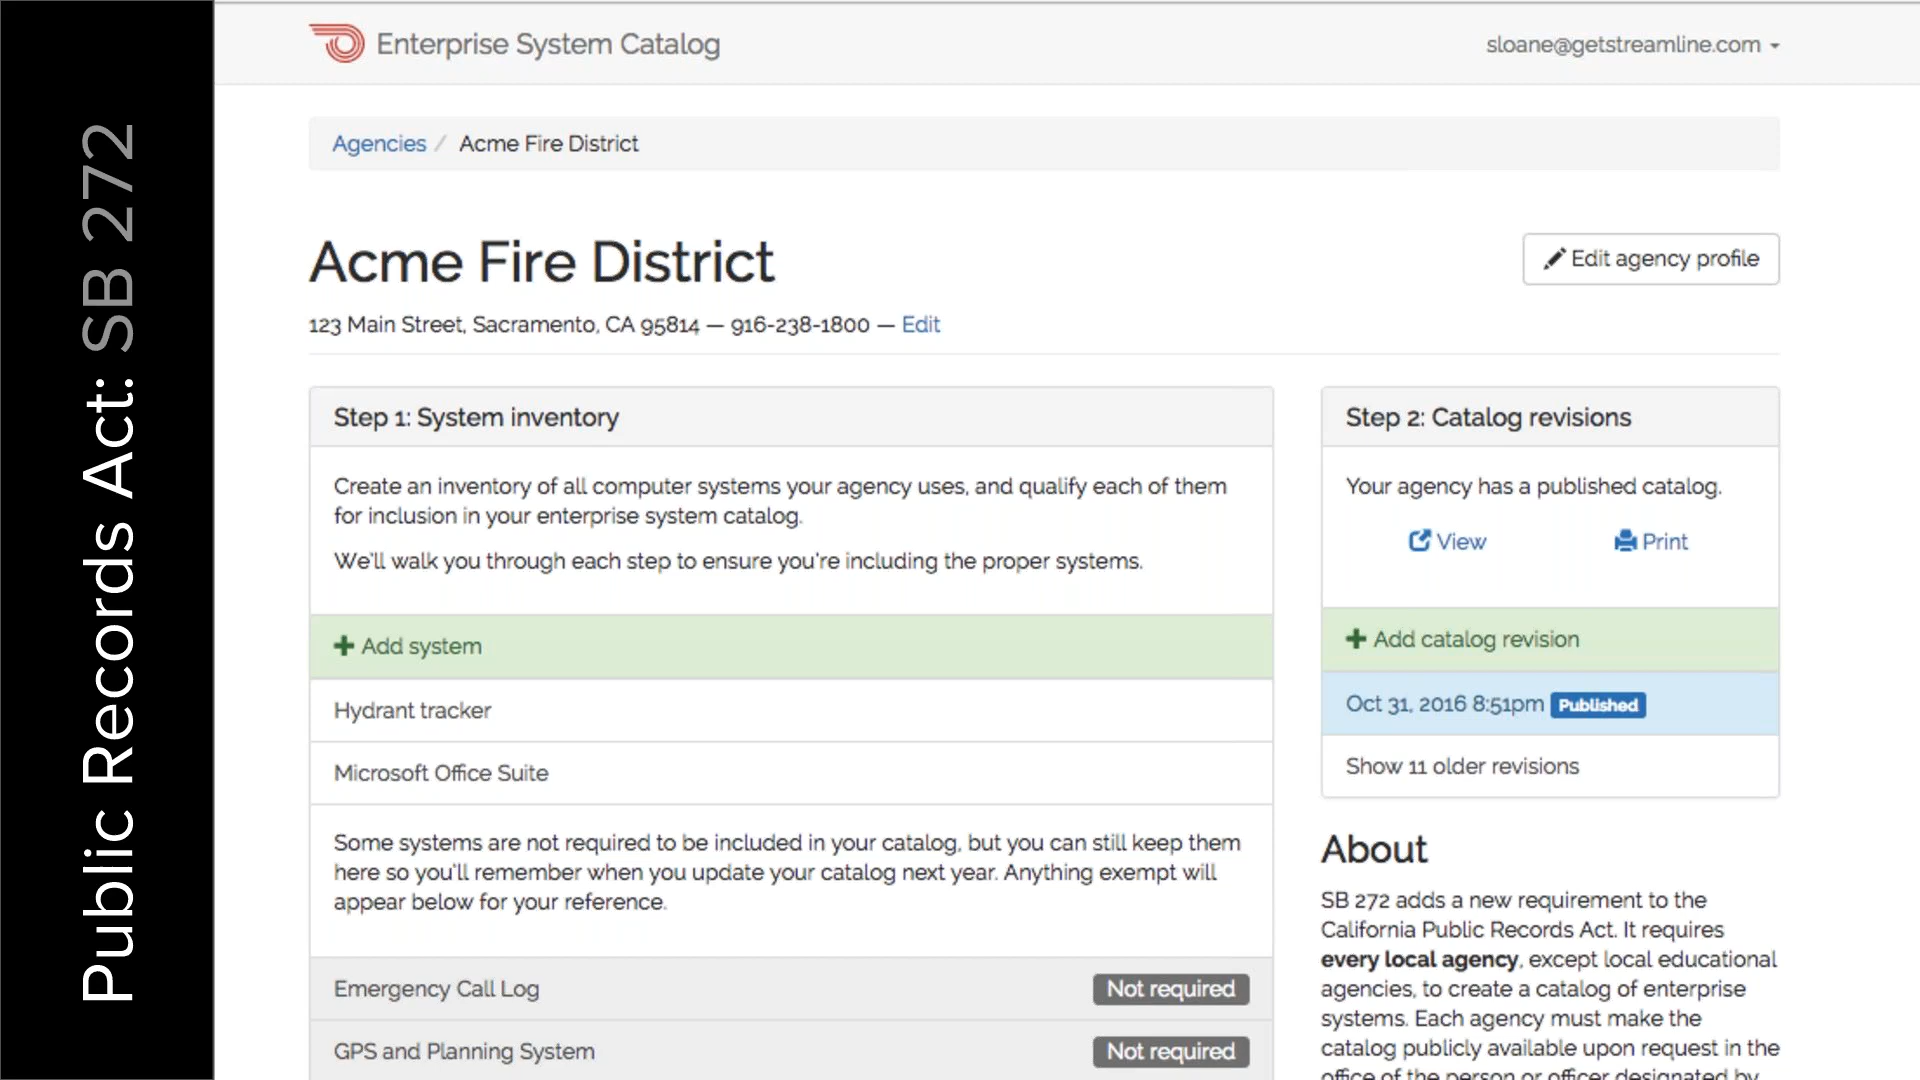 Public Records Act: SB 272
Enterprise System Catalog
sloane@getstreamline.com
Agencies / Acme Fire District
Acme Fire District
Edit agency profile
123 Main Street, Sacramento, CA 95814 — 916-238-1800 — Edit
Step 1: System inventory
Create an inventory of all computer systems your agency uses, and qualify each of them
for inclusion in your enterprise system catalog.
We'll walk you through each step to ensure you're including the proper systems.
Add system
Hydrant tracker
Microsoft Office Suite
Some systems are not required to be included in your catalog, but you can still keep them
here so you'll remember when you update your catalog next year. Anything exempt will
appear below for your reference.
Emergency Call Log Not required
GPS and Planning System Not required
Step 2: Catalog revisions
Your agency has a published catalog.
View Print
Add catalog revision
Oct 31, 2016 8:51pm Published
Show 11 older revisions
About
SB 272 adds a new requirement to the
California Public Records Act. It requires
every local agency, except local educational
agencies, to create a catalog of enterprise
systems. Each agency must make the
catalog publicly available upon request in the
office of the person or officer designated by